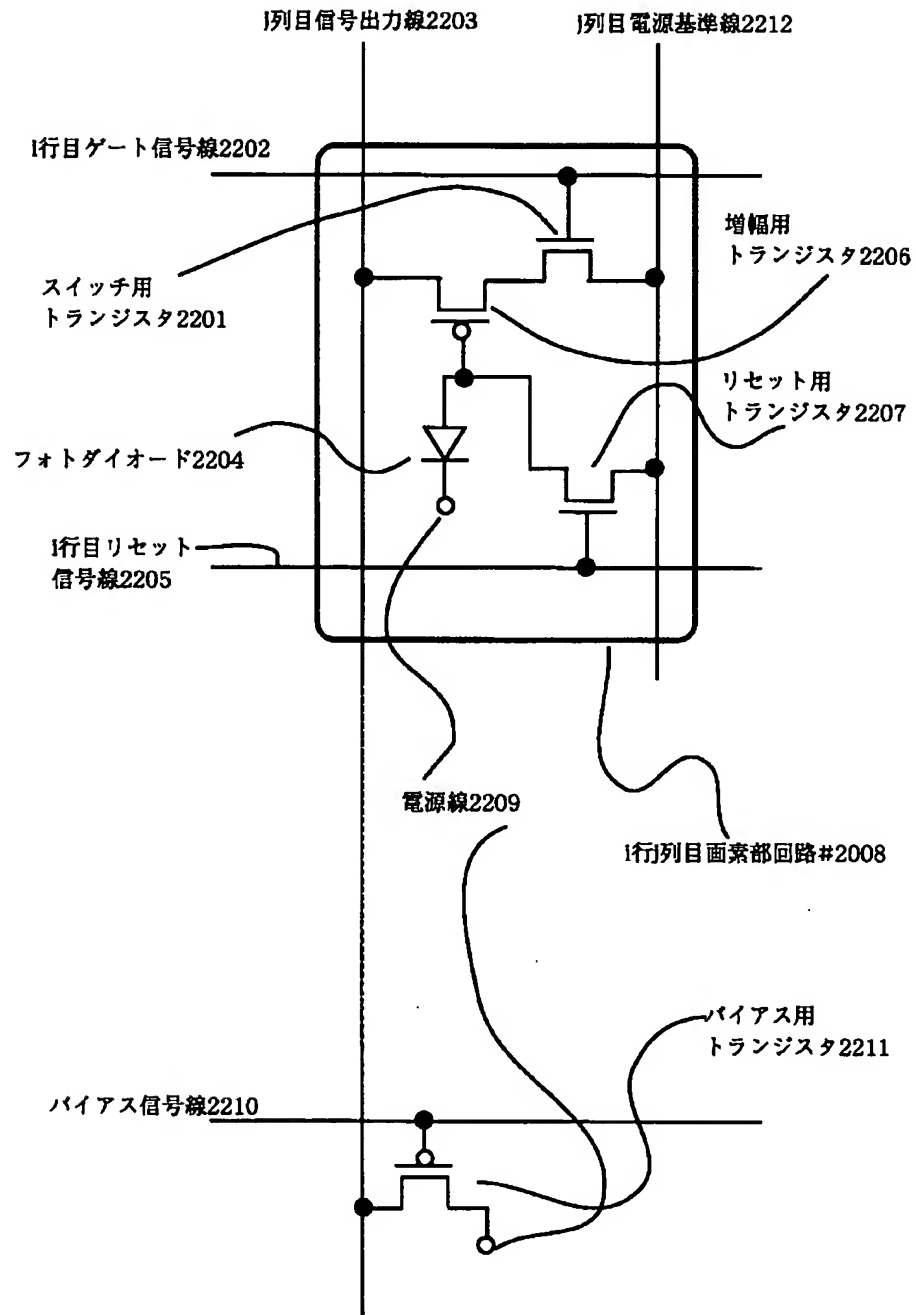 j列目信号出力線2203
j列目電源基準線2212
i行目ゲート信号線2202
増幅用
トランジスタ2206
スイッチ用
トランジスタ2201
リセット用
トランジスタ2207
フォトダイオード2204
i行目リセット
信号線2205
電源線2209
i行j列目画素部回路#2008
バイアス用
トランジスタ2211
バイアス信号線2210